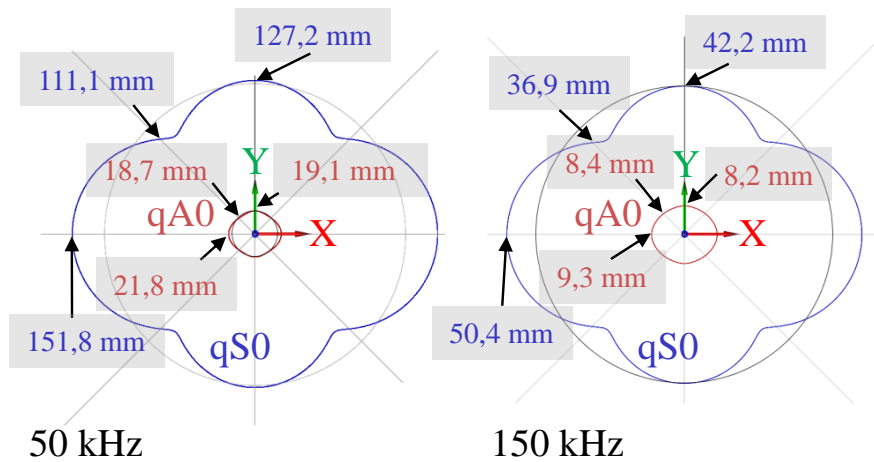 127,2 mm
111,1 mm
18,7 mm
Y
19,1 mm
qA0
X
21,8 mm
151,8 mm
qS0
50 kHz
42,2 mm
36,9 mm
8,4 mm
Y
8,2 mm
qA0
X
9,3 mm
50,4 mm
qS0
150 kHz